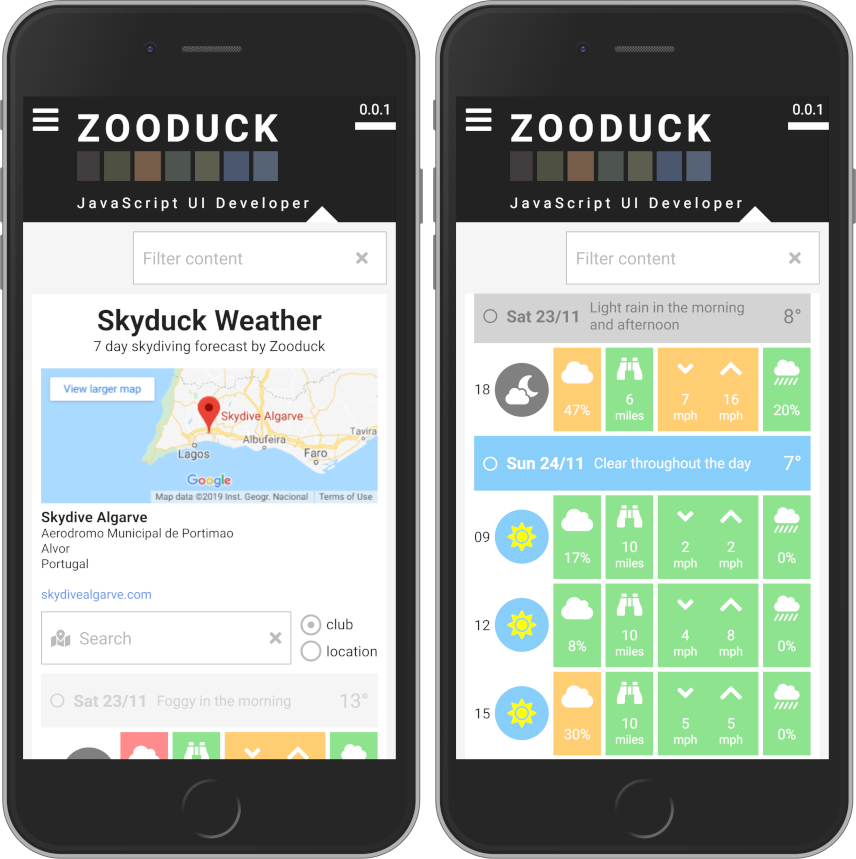 0.0.1
ZOODUCK
JavaScript UI Developer
Filter content
Skyduck Weather
7 day skydiving forecast by Zooduck
View larger map
Skydive Algarve
Tavira
Albufeira
Lagos
Faro
Google
Map data ©2019 Inst. Geogr. Nacional Terms of Use
Skydive Algarve
Aerodromo Municipal de Portimao
Alvor
Portugal
skydivealgarve.com
Search
club
location
Sat 23/11 Foggy in the morning 13°
0.0.1
ZOODUCK
JavaScript UI Developer
Filter content
Sat 23/11 Light rain in the morning
and afternoon 8°
18 47% 6 miles 7 mph 16 mph 20%
Sun 24/11 Clear throughout the day 7°
09 17% 10 miles 2 mph 2 mph 0%
12 8% 10 miles 4 mph 8 mph 0%
15 30% 10 miles 5 mph 5 mph 0%